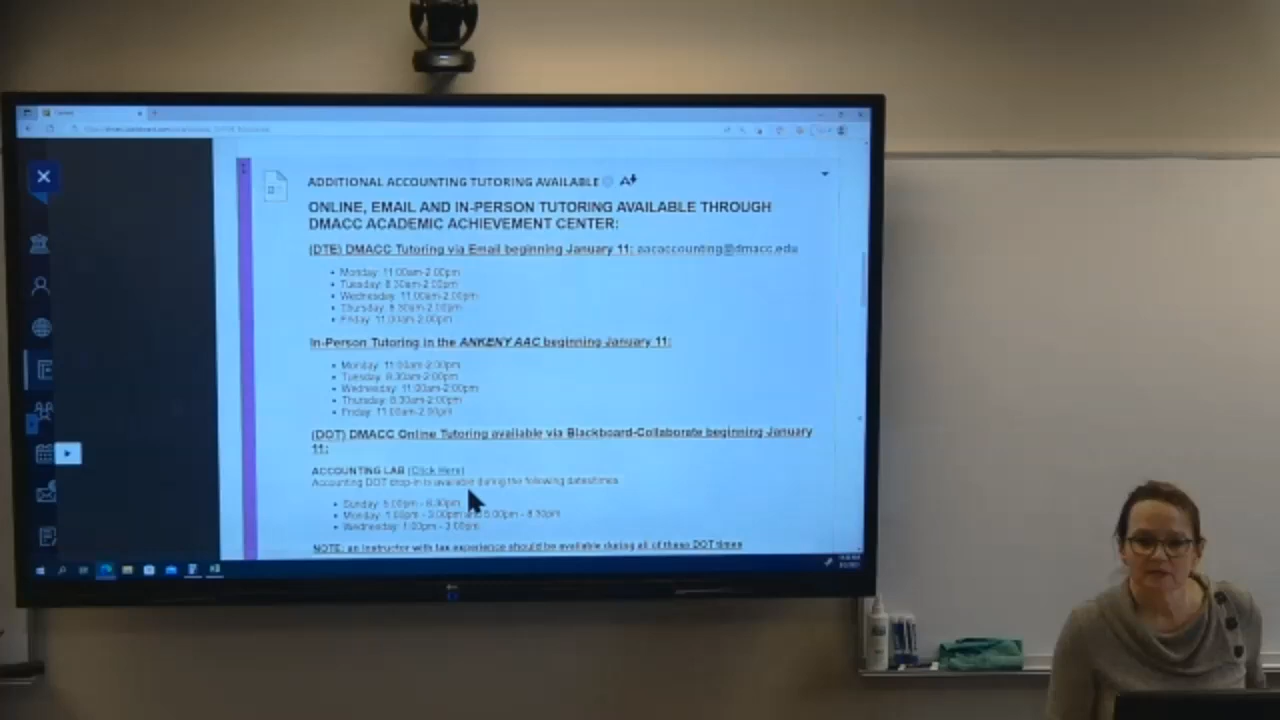 ADDITIONAL ACCOUNTING TUTORING AVAILABLE
ONLINE, EMAIL AND IN-PERSON TUTORING AVAILABLE THROUGH
DMACC ACADEMIC ACHIEVEMENT CENTER:
(DTE) DMACC Tutoring via Email beginning January 11: aacaccounting@dmacc.edu
Monday: 11:00am-2:00pm
Tuesday: 8:30am-2:00pm
Wednesday: 11:00am-2:00pm
Thursday: 8:30am-2:00pm
Friday: 11:00am-2:00pm
In-Person Tutoring in the ANKENY AAC beginning January 11:
Monday: 11:00am-2:00pm
Tuesday: 8:30am-2:00pm
Wednesday: 11:00am-2:00pm
Thursday: 8:30am-2:00pm
Friday: 11:00am-2:00pm
(DOT) DMACC Online Tutoring available via Blackboard-Collaborate beginning January
11:
ACCOUNTING LAB (Click Here)
Accounting DOT drop-in is available during the following dates/times
Sunday: 5:00pm - 8:30pm
Monday: 1:00pm - 3:00pm and 5:00pm - 8:30pm
Wednesday: 1:00pm - 3:00pm
NOTE: an instructor with tax experience should be available during all of these DOT times